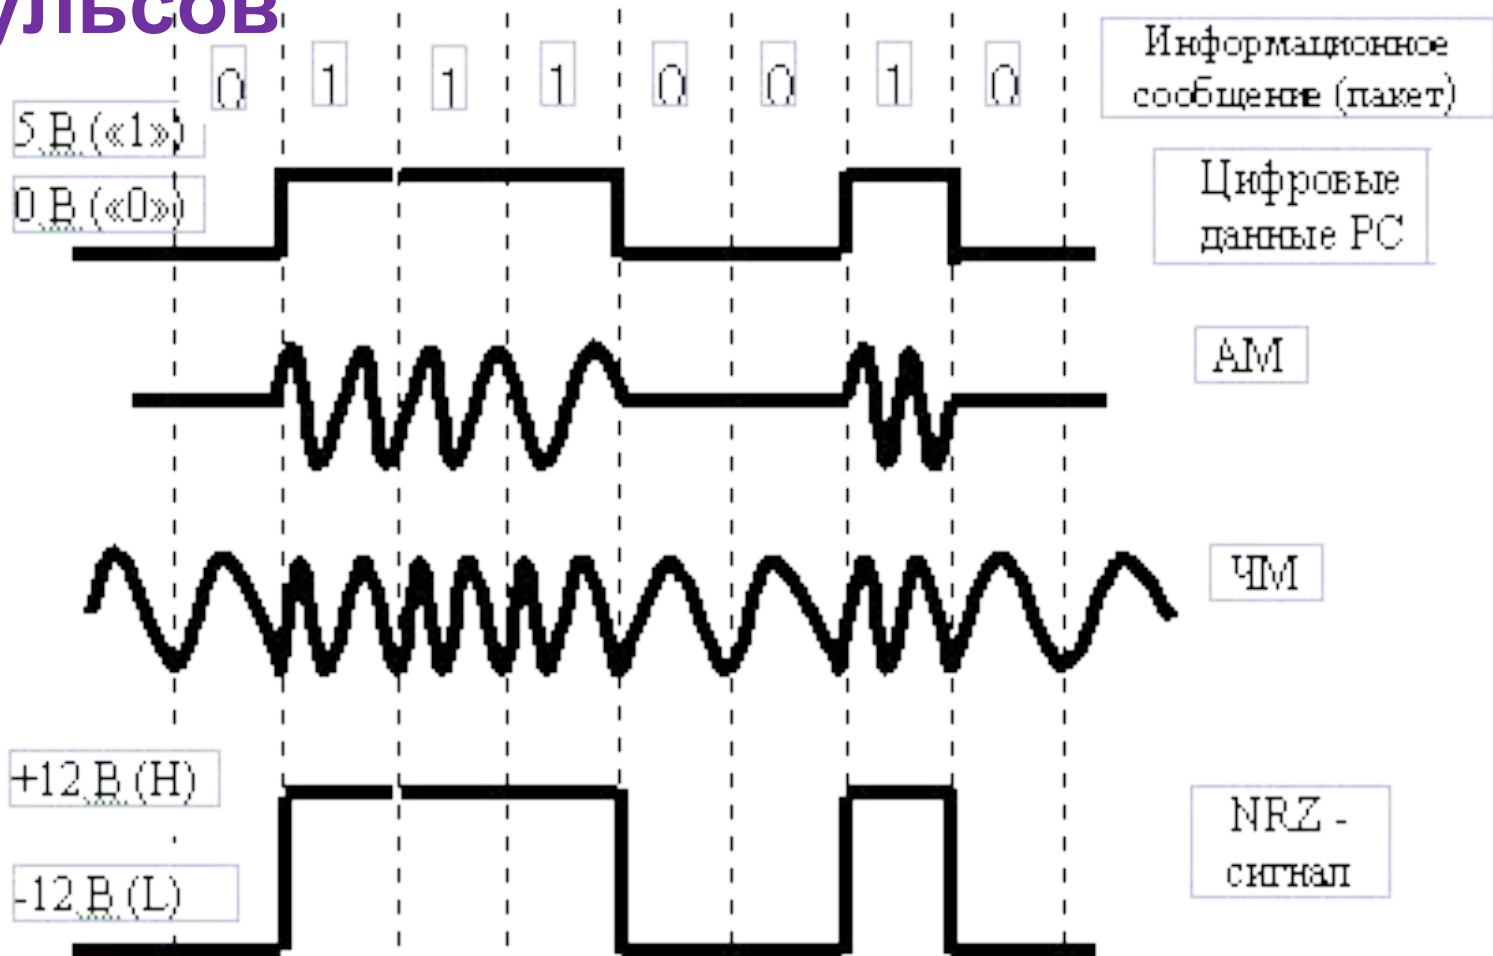 ульсов
0 1 1 1 0 0 1 0
Информационное
сообщение (пакет)
5 В («1»)
0 В («0»)
Цифровые
данные РС
АМ
ЧМ
+12 В (H)
-12 В (L)
NRZ -
сигнал